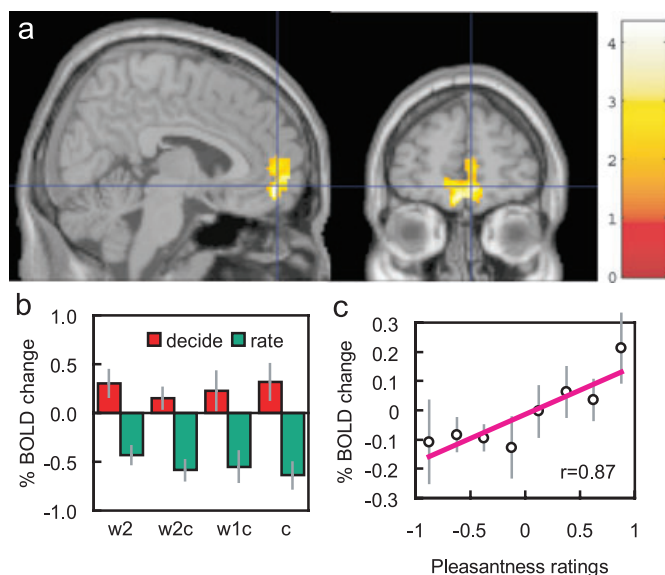 a
4
3
2
1
0
b
1.0
0.5
0.0
-0.5
-1.0
% BOLD change
decide
rate
w2
w2c
w1c
c
c
0.3
0.2
0.1
0
-0.1
-0.2
-0.3
% BOLD change
r=0.87
-1
-0.5
0
0.5
1
Pleasantness ratings